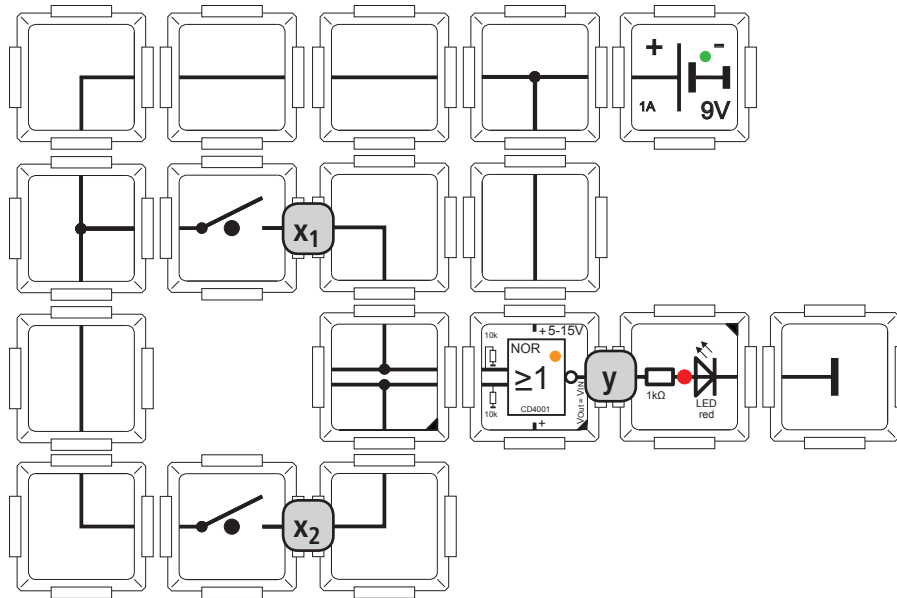 + -
1A 9V
x1
10k
+5-15V
NOR
≥1
10k
CD4001
+
VOut = VIN
y
1kΩ
LED
red
x2